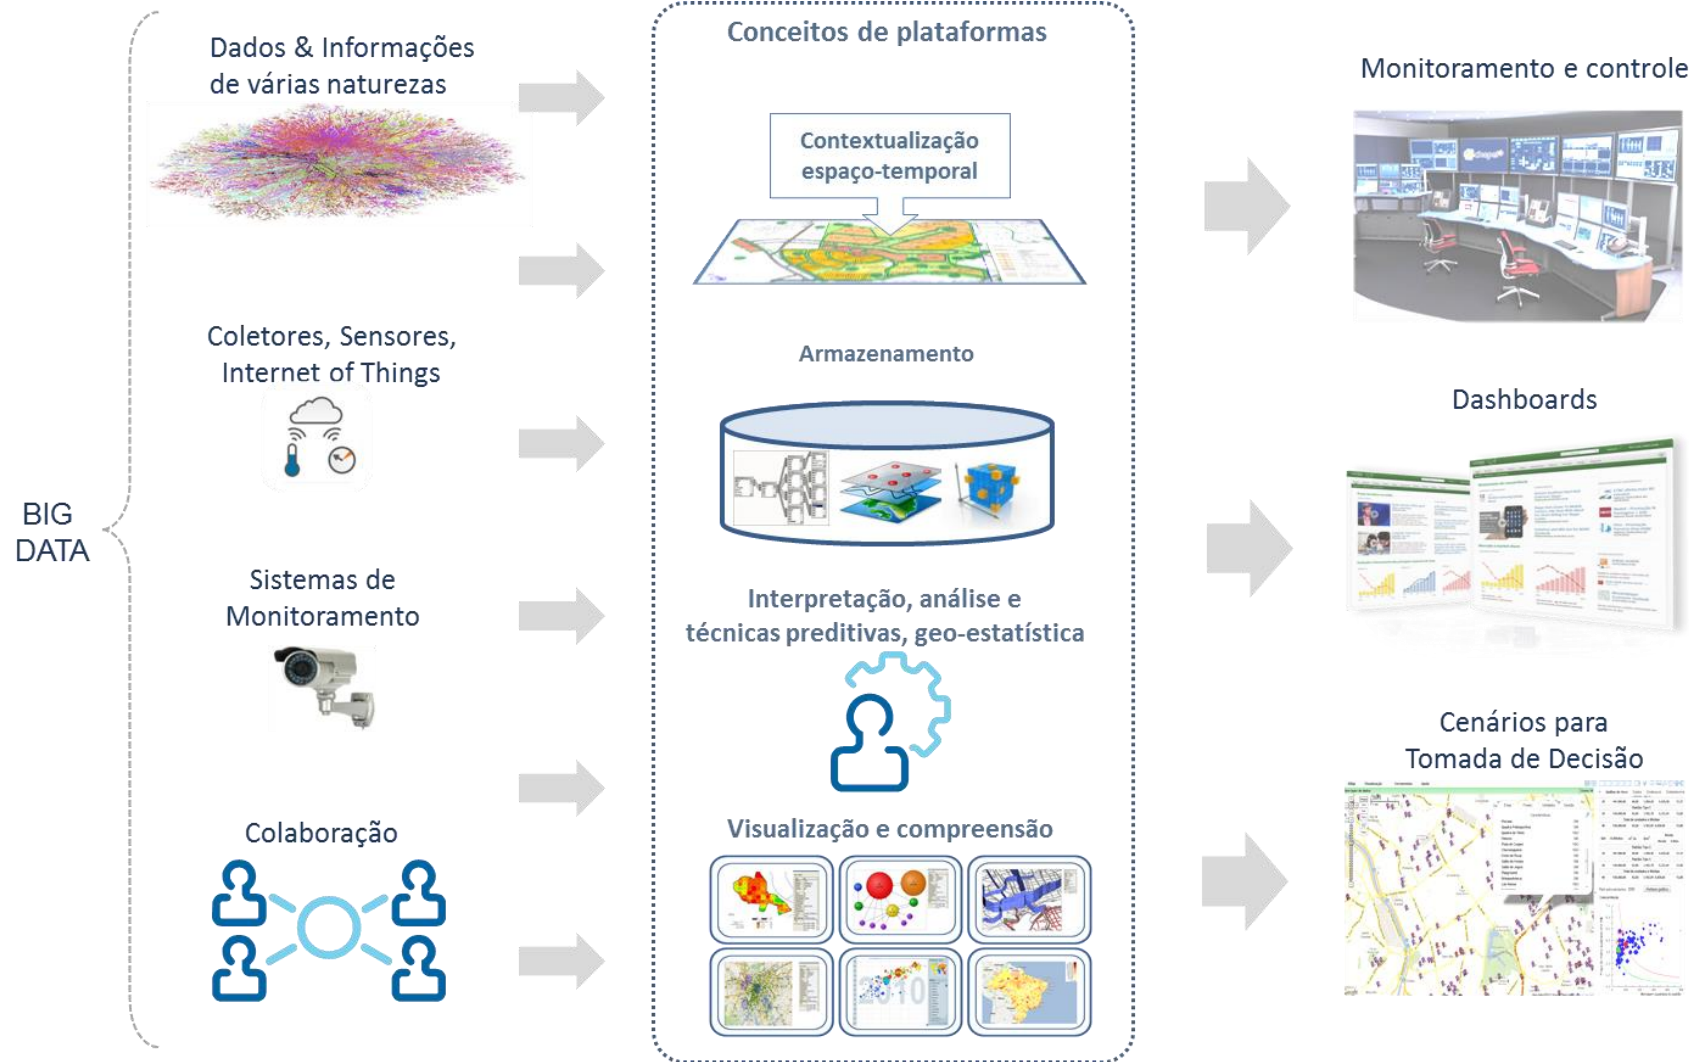 BIG
DATA
Dados & Informações
de várias naturezas
Coletores, Sensores,
Internet of Things
Sistemas de
Monitoramento
Colaboração
Conceitos de plataformas
Contextualização
espaço-temporal
Armazenamento
Interpretação, análise e
técnicas preditivas, geo-estatística
Visualização e compreensão
2010
Monitoramento e controle
Dashboards
Cenários para
Tomada de Decisão